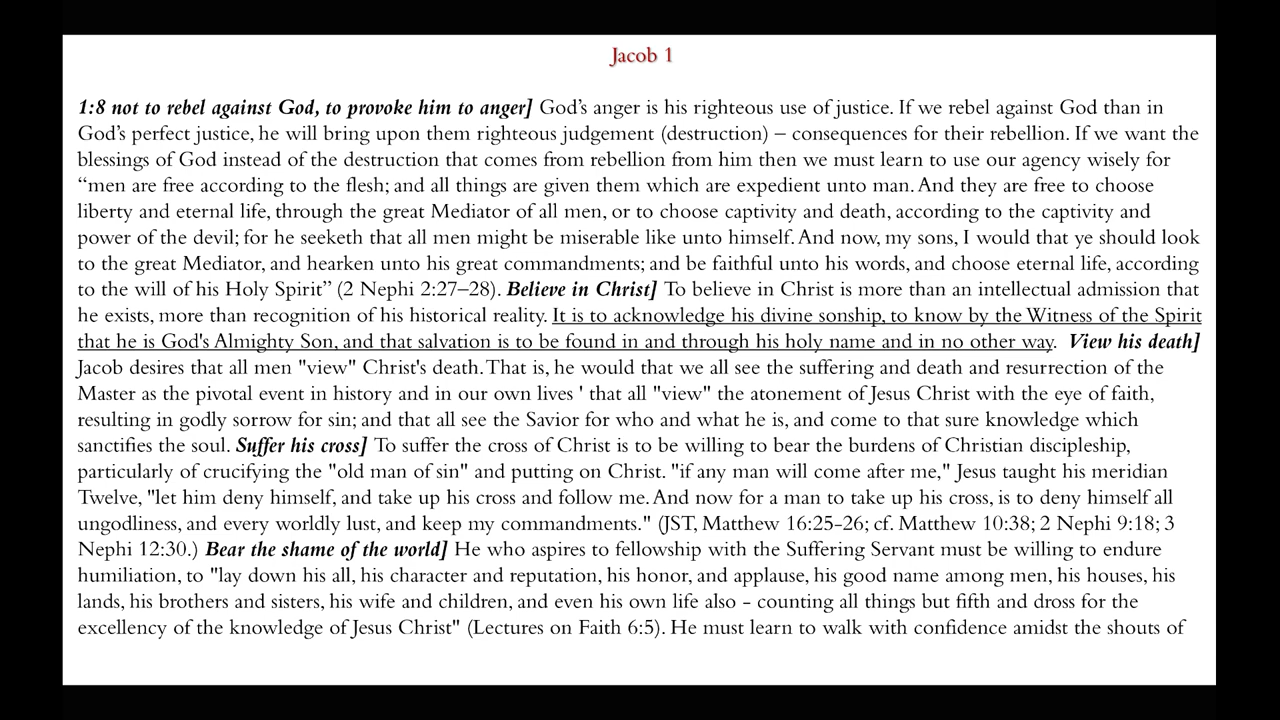 Jacob 1
1:8 not to rebel against God, to provoke him to anger] God’s anger is his righteous use of justice. If we rebel against God than in
God’s perfect justice, he will bring upon them righteous judgement (destruction) – consequences for their rebellion. If we want the
blessings of God instead of the destruction that comes from rebellion from him then we must learn to use our agency wisely for
“men are free according to the flesh; and all things are given them which are expedient unto man. And they are free to choose
liberty and eternal life, through the great Mediator of all men, or to choose captivity and death, according to the captivity and
power of the devil; for he seeketh that all men might be miserable like unto himself. And now, my sons, I would that ye should look
to the great Mediator, and hearken unto his great commandments; and be faithful unto his words, and choose eternal life, according
to the will of his Holy Spirit” (2 Nephi 2:27–28). Believe in Christ] To believe in Christ is more than an intellectual admission that
he exists, more than recognition of his historical reality. It is to acknowledge his divine sonship, to know by the Witness of the Spirit
that he is God's Almighty Son, and that salvation is to be found in and through his holy name and in no other way. View his death]
Jacob desires that all men "view" Christ's death. That is, he would that we all see the suffering and death and resurrection of the
Master as the pivotal event in history and in our own lives ' that all "view" the atonement of Jesus Christ with the eye of faith,
resulting in godly sorrow for sin; and that all see the Savior for who and what he is, and come to that sure knowledge which
sanctifies the soul. Suffer his cross] To suffer the cross of Christ is to be willing to bear the burdens of Christian discipleship,
particularly of crucifying the "old man of sin" and putting on Christ. "if any man will come after me," Jesus taught his meridian
Twelve, "let him deny himself, and take up his cross and follow me. And now for a man to take up his cross, is to deny himself all
ungodliness, and every worldly lust, and keep my commandments." (JST, Matthew 16:25-26; cf. Matthew 10:38; 2 Nephi 9:18; 3
Nephi 12:30.) Bear the shame of the world] He who aspires to fellowship with the Suffering Servant must be willing to endure
humiliation, to "lay down his all, his character and reputation, his honor, and applause, his good name among men, his houses, his
lands, his brothers and sisters, his wife and children, and even his own life also - counting all things but fifth and dross for the
excellency of the knowledge of Jesus Christ" (Lectures on Faith 6:5). He must learn to walk with confidence amidst the shouts of